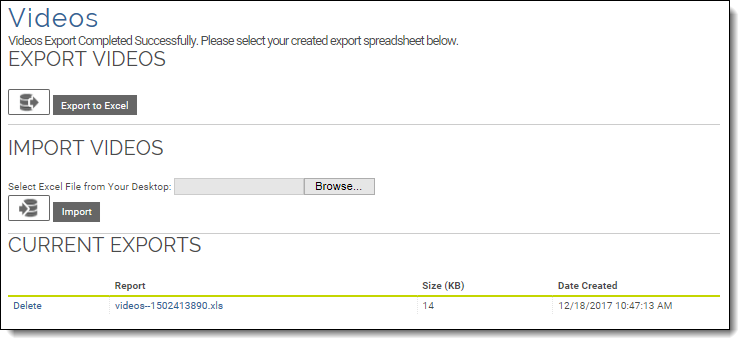 Videos
Videos Export Completed Successfully. Please select your created export spreadsheet below.
EXPORT VIDEOS
Export to Excel
IMPORT VIDEOS
Select Excel File from Your Desktop: Browse...
Import
CURRENT EXPORTS
Report Size (KB) Date Created
Delete videos--1502413890.xls 14 12/18/2017 10:47:13 AM